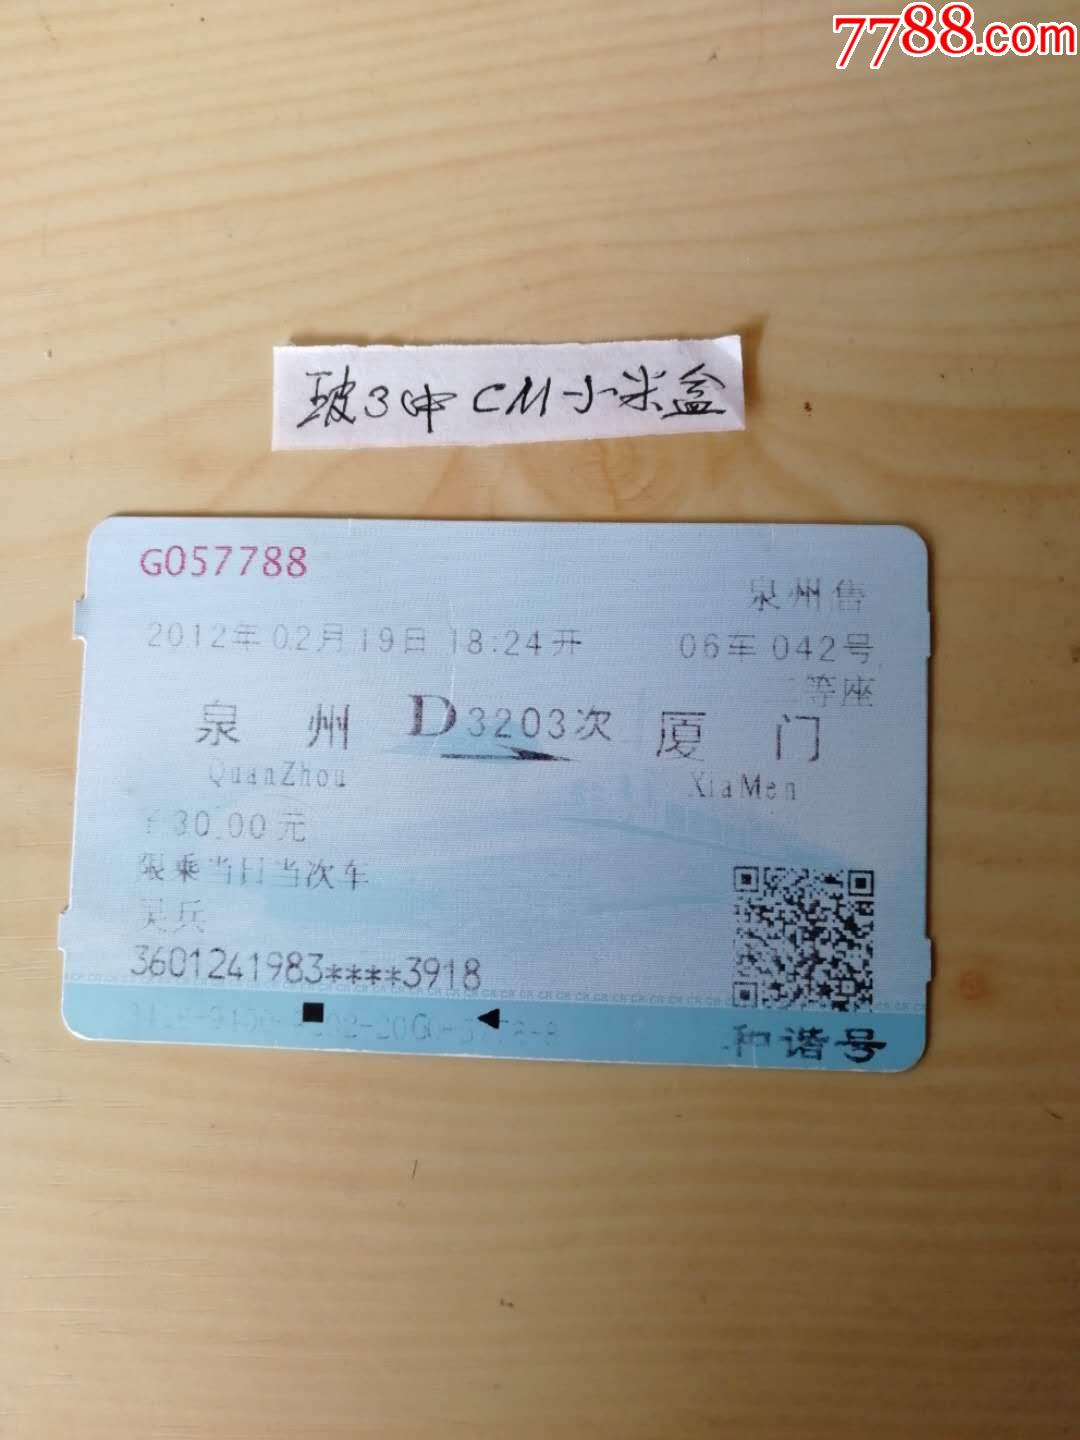 7788.com
玻3中CM小米盒
G057788
泉州售
2012年02月19日18:24开 06车042号
二等座
泉州 D3203次 厦门
QuanZhou XiaMen
¥30.00元
限乘当日当次车
3601241983****3918
和谐号